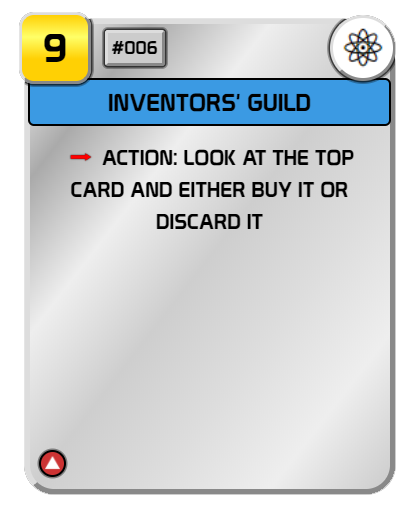 9
#006
INVENTORS' GUILD
ACTION: LOOK AT THE TOP
CARD AND EITHER BUY IT OR
DISCARD IT